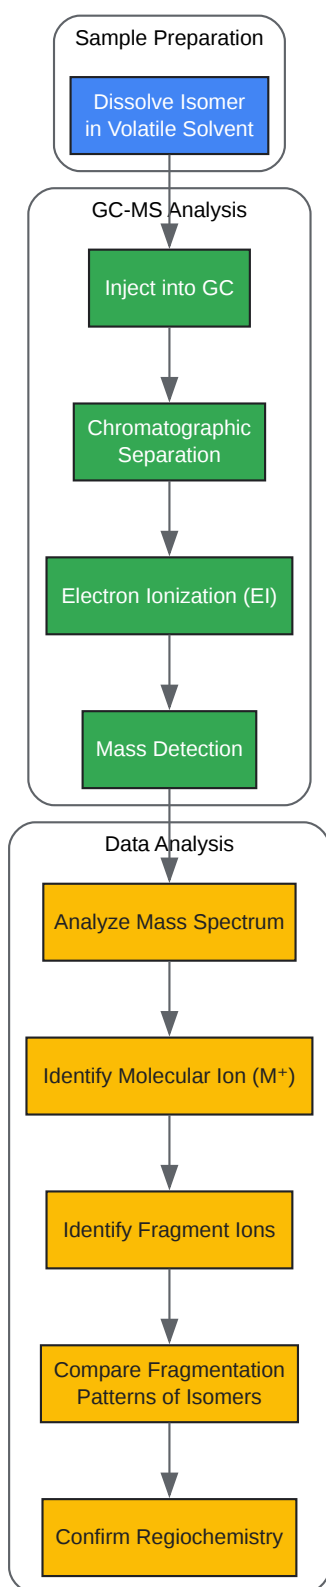 Sample Preparation
Dissolve Isomer
in Volatile Solvent
GC-MS Analysis
Inject into GC
Chromatographic
Separation
Electron Ionization (EI)
Mass Detection
Data Analysis
Analyze Mass Spectrum
Identify Molecular Ion (M⁺)
Identify Fragment Ions
Compare Fragmentation
Patterns of Isomers
Confirm Regiochemistry